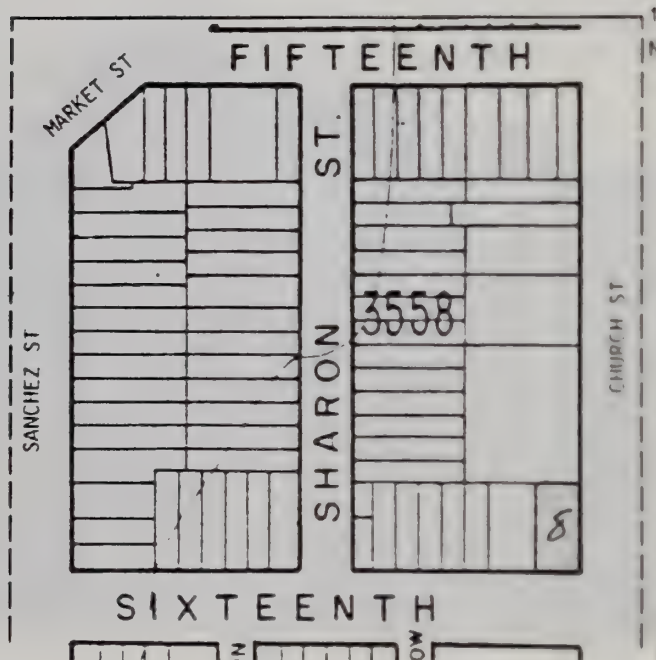 FIFTEENTH
MARKET ST
SHARON ST.
SANCHEZ ST
3558
CHURCH ST
8
SIXTEENTH